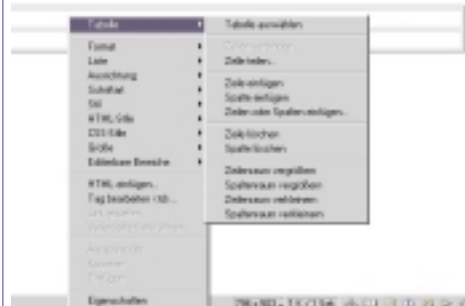 Tabelle
Format
Liste
Ausrichtung
Schriftart
Stil
HTML-Stile
CSS-Stile
Größe
Editierbare Bereiche
HTML einfügen...
Tag bearbeiten <td>...
Eigenschaften
Tabelle auswählen
Zelle teilen...
Zeile einfügen
Spalte einfügen
Zeilen oder Spalten einfügen...
Zeile löschen
Spalte löschen
Zeilenraum vergrößern
Spaltenraum vergrößern
Zeilenraum verkleinern
Spaltenraum verkleinern